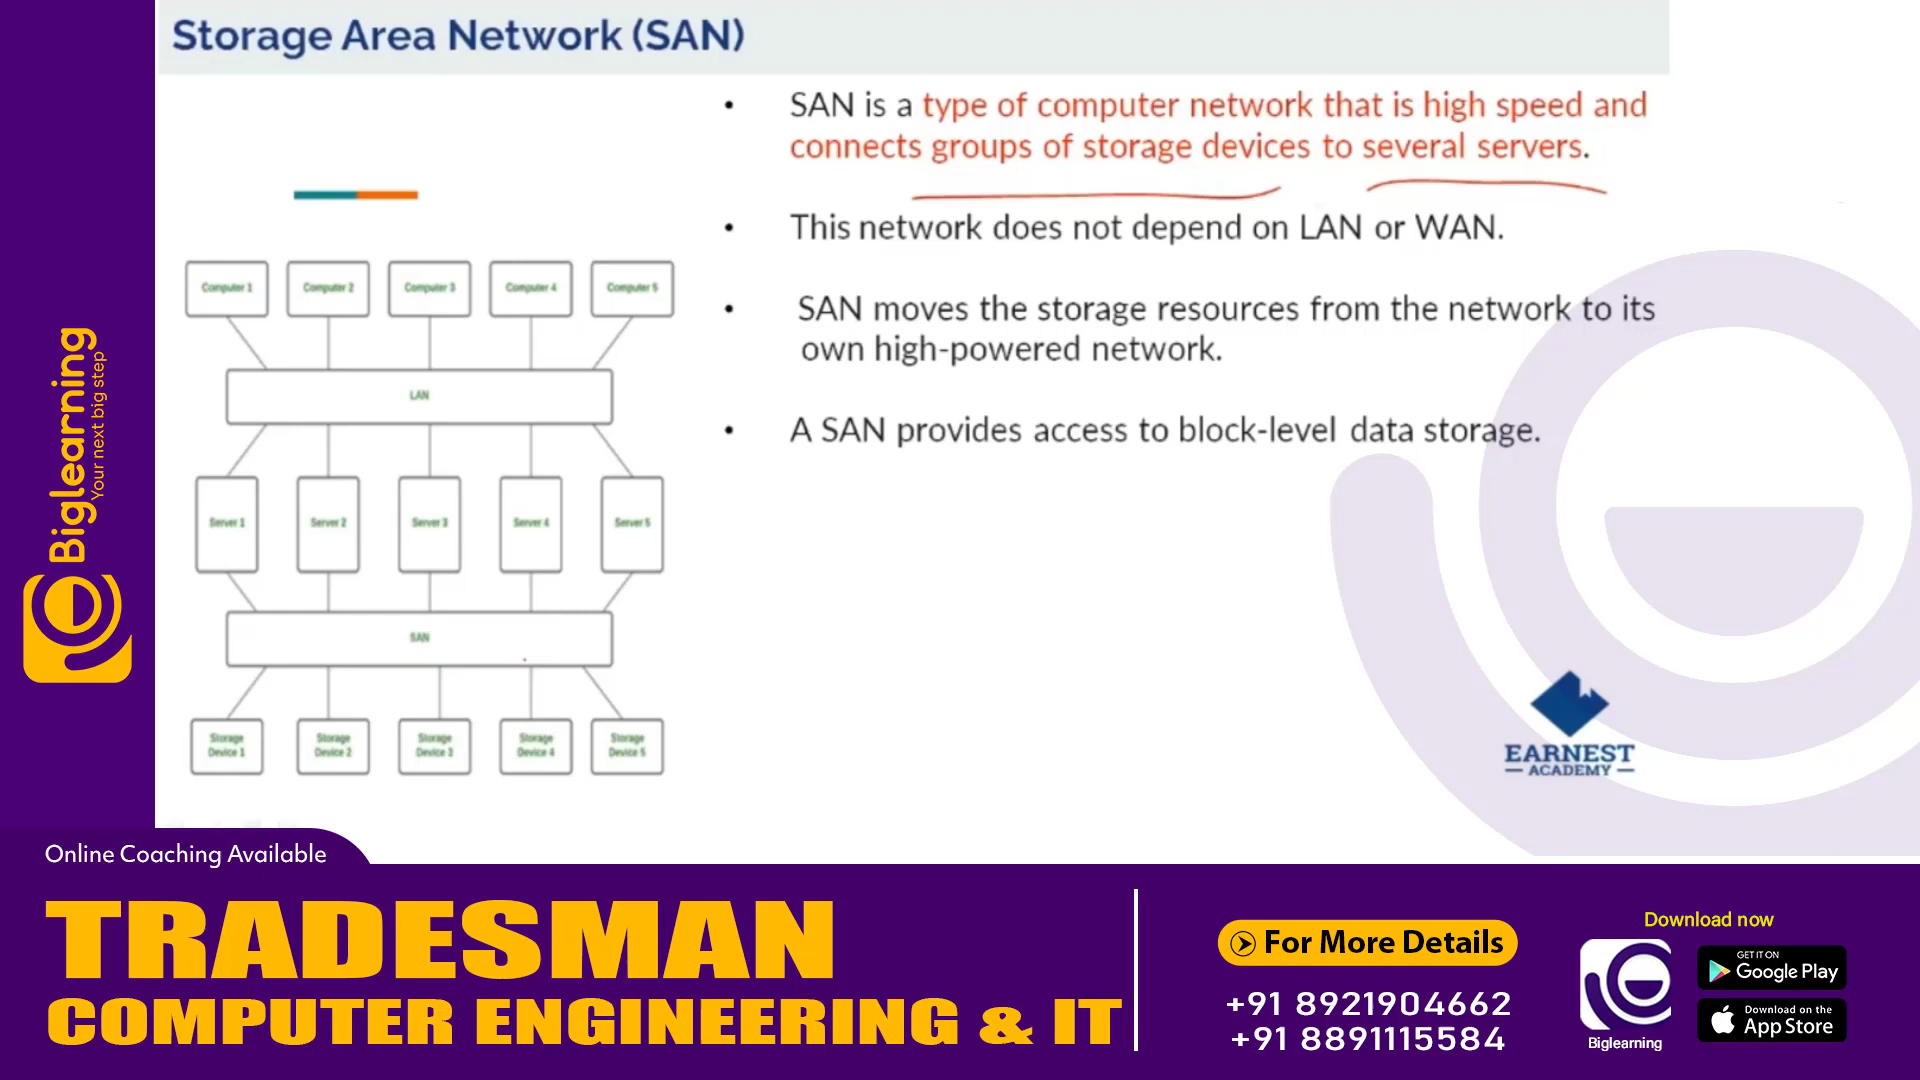 Storage Area Network (SAN)
• SAN is a type of computer network that is high speed and
connects groups of storage devices to several servers.
• This network does not depend on LAN or WAN.
• SAN moves the storage resources from the network to its
own high-powered network.
• A SAN provides access to block-level data storage.
Computer 1 Computer 2 Computer 3 Computer 4 Computer 5
LAN
Server 1 Server 2 Server 3 Server 4 Server 5
SAN
Storage Storage Storage Storage Storage
Device 1 Device 2 Device 3 Device 4 Device 5
EARNEST
ACADEMY
Biglearning
Your next big step
Online Coaching Available
TRADESMAN
COMPUTER ENGINEERING & IT
For More Details
+91 8921904662
+91 8891115584
Download now
Biglearning
GET IT ON
Google Play
Download on the
App Store